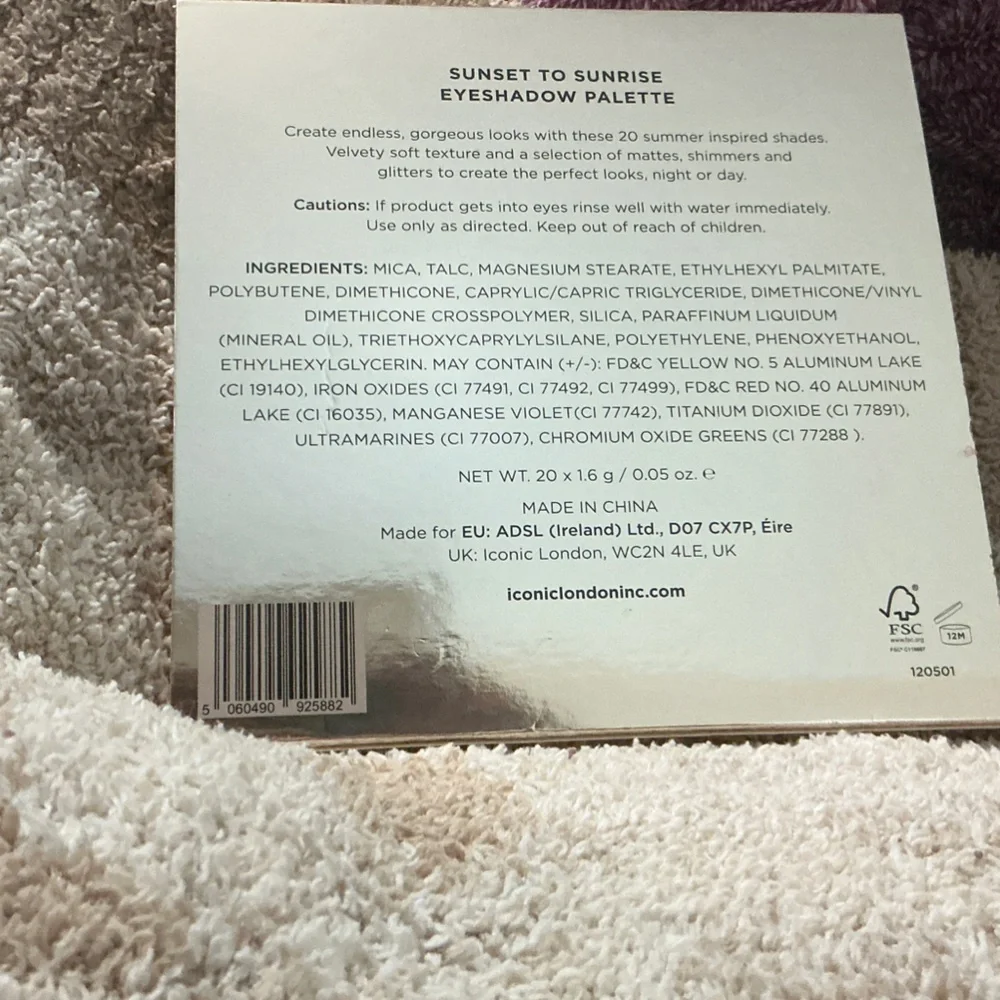 SUNSET TO SUNRISE
EYESHADOW PALETTE
Create endless, gorgeous looks with these 20 summer inspired shades.
Velvety soft texture and a selection of mattes, shimmers and
glitters to create the perfect looks, night or day.
Cautions: If product gets into eyes rinse well with water immediately.
Use only as directed. Keep out of reach of children.
INGREDIENTS: MICA, TALC, MAGNESIUM STEARATE, ETHYLHEXYL PALMITATE,
POLYBUTENE, DIMETHICONE, CAPRYLIC/CAPRIC TRIGLYCERIDE, DIMETHICONE/VINYL
DIMETHICONE CROSSPOLYMER, SILICA, PARAFFINUM LIQUIDUM
(MINERAL OIL), TRIETHOXYCAPRYLYLSILANE, POLYETHYLENE, PHENOXYETHANOL,
ETHYLHEXYLGLYCERIN. MAY CONTAIN (+/-): FD&C YELLOW NO. 5 ALUMINUM LAKE
(CI 19140), IRON OXIDES (CI 77491, CI 77492, CI 77499), FD&C RED NO. 40 ALUMINUM
LAKE (CI 16035), MANGANESE VIOLET(CI 77742), TITANIUM DIOXIDE (CI 77891),
ULTRAMARINES (CI 77007), CHROMIUM OXIDE GREENS (CI 77288 ).
NET WT. 20 x 1.6 g / 0.05 oz. ℮
MADE IN CHINA
Made for EU: ADSL (Ireland) Ltd., D07 CX7P, Éire
UK: Iconic London, WC2N 4LE, UK
iconiclondoninc.com
FSC
www.fsc.org
12M
120501
5 060490 925882